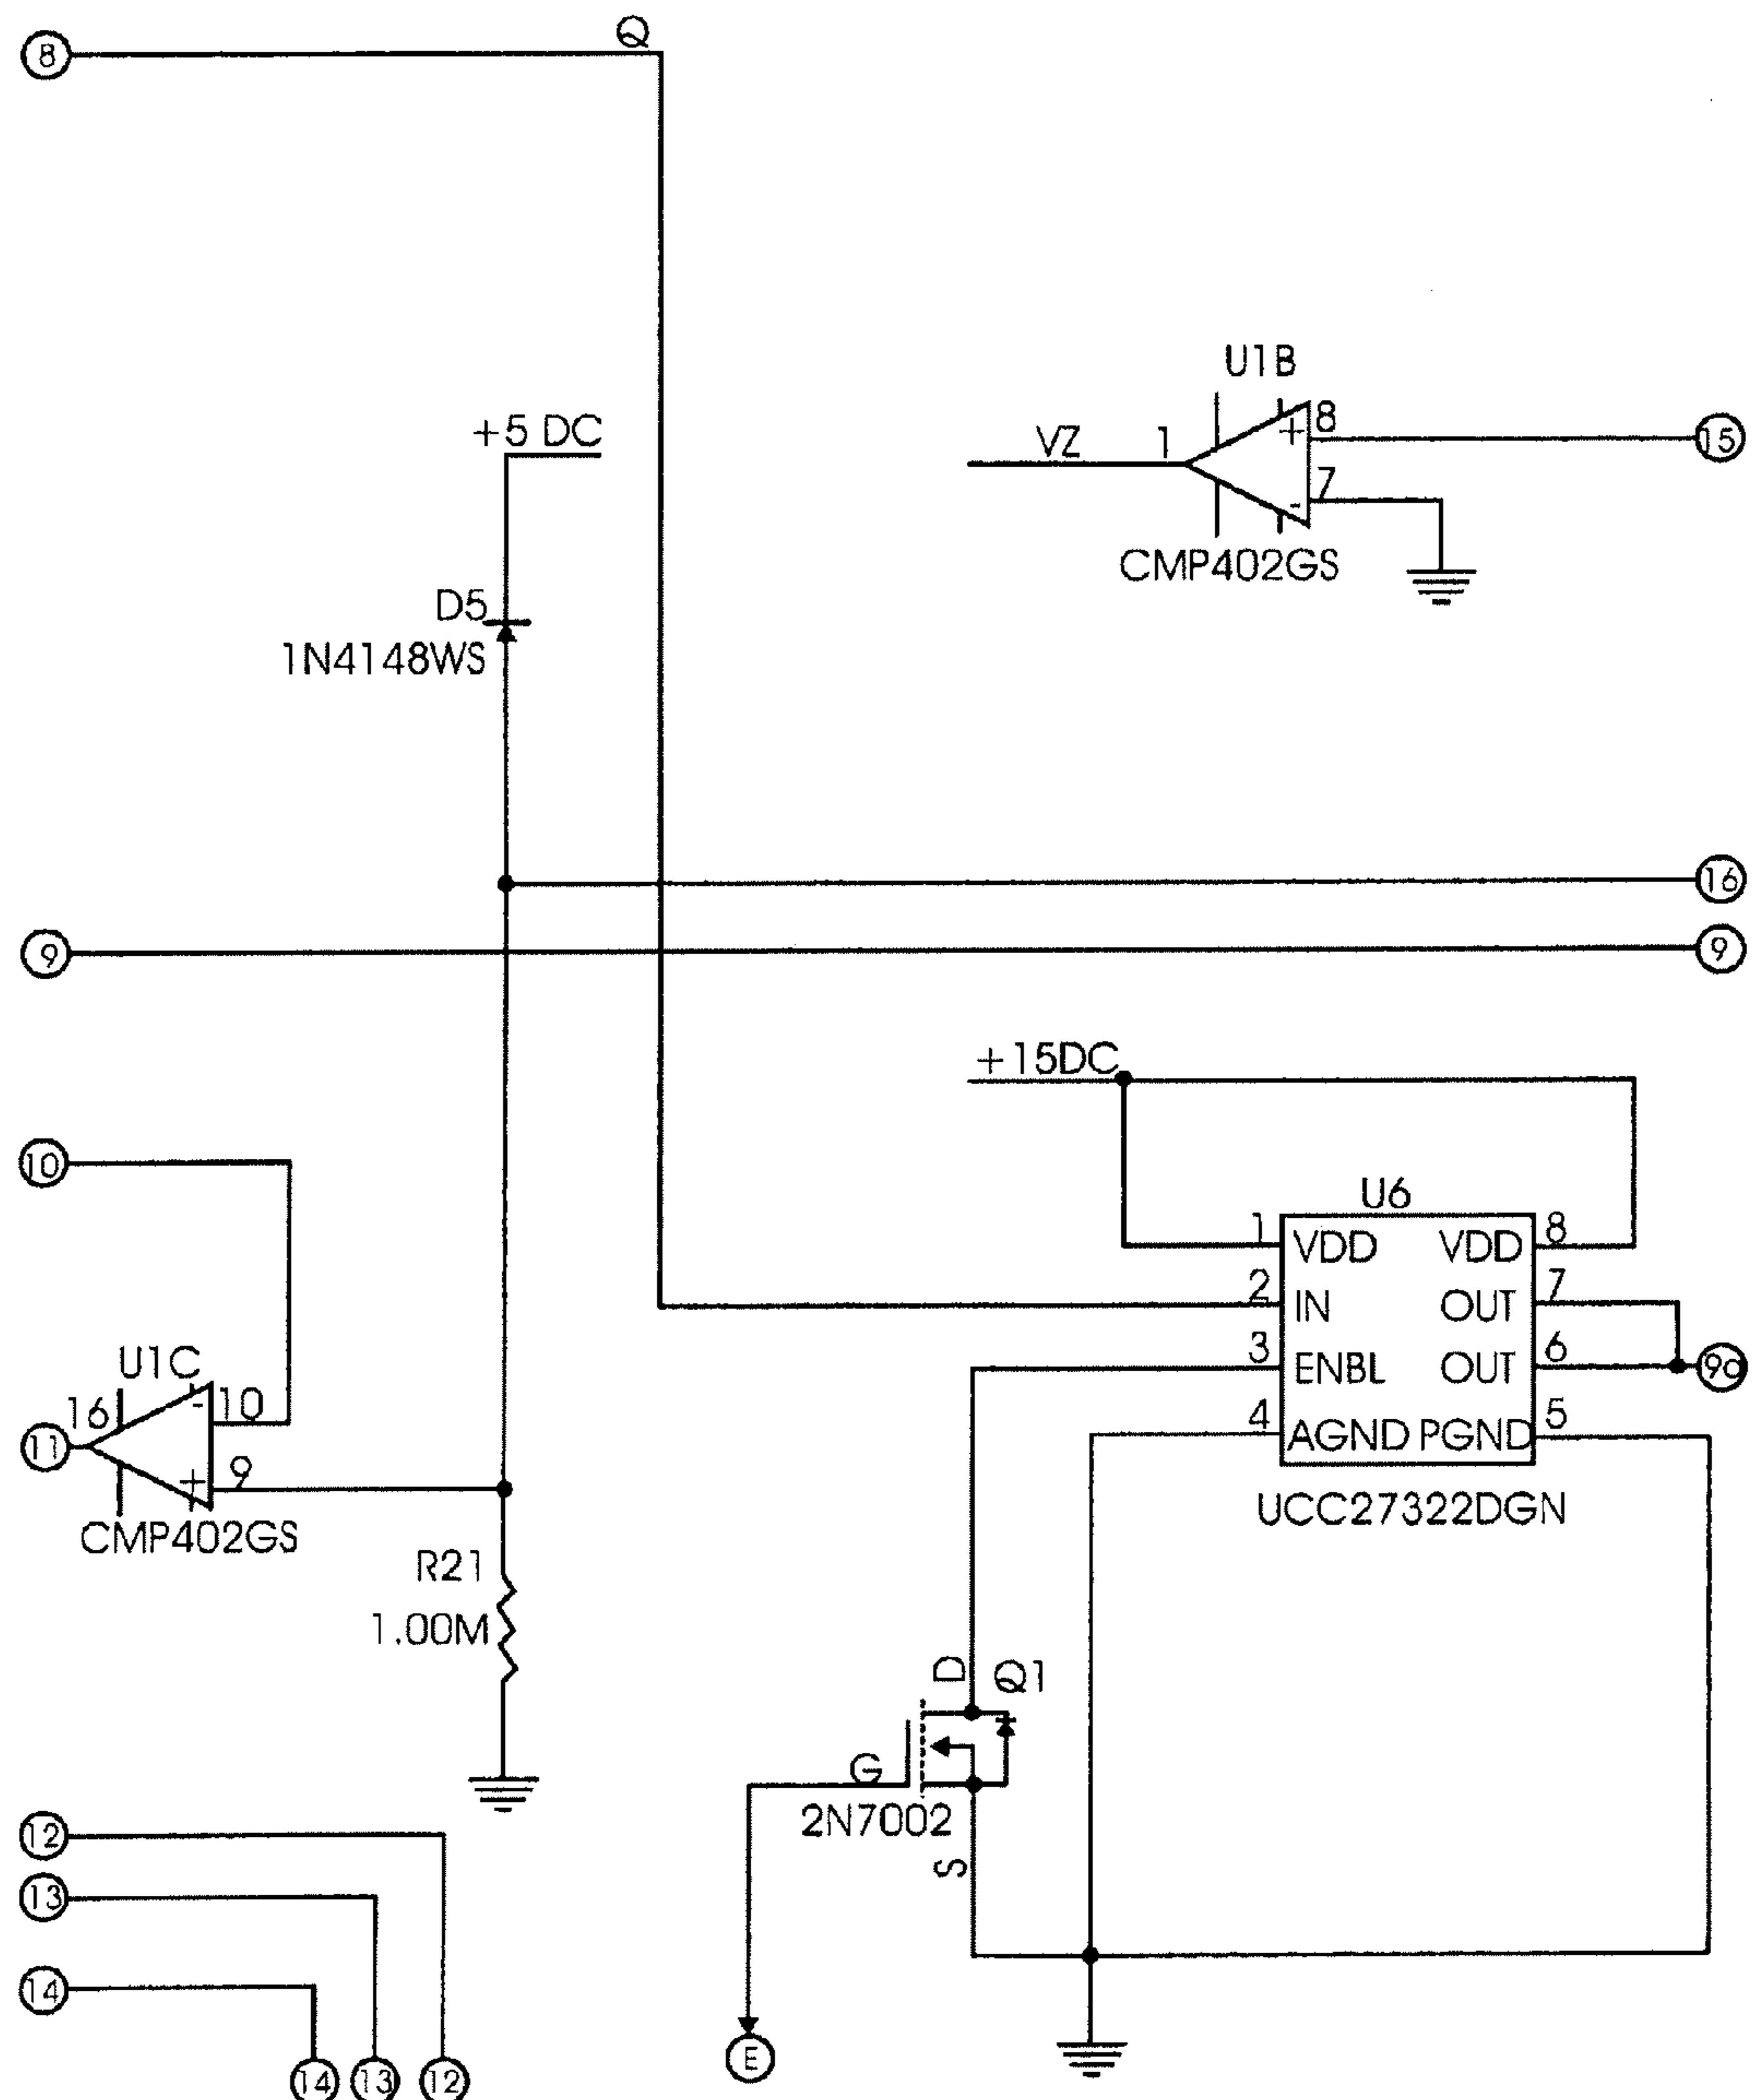 8
Q
U1B
+5 DC
VZ
1
+
8
15
-
7
CMP402GS
D5
1N4148WS
16
9
9
+15DC
10
U6
1
VDD
VDD
8
2
IN
OUT
7
3
ENBL
OUT
6
4
AGND
PGND
5
UCC27322DGN
U1C
16
-
10
11
+
9
CMP402GS
R21
1.00M
D
Q1
G
2N7002
S
12
13
14
14
13
12
E